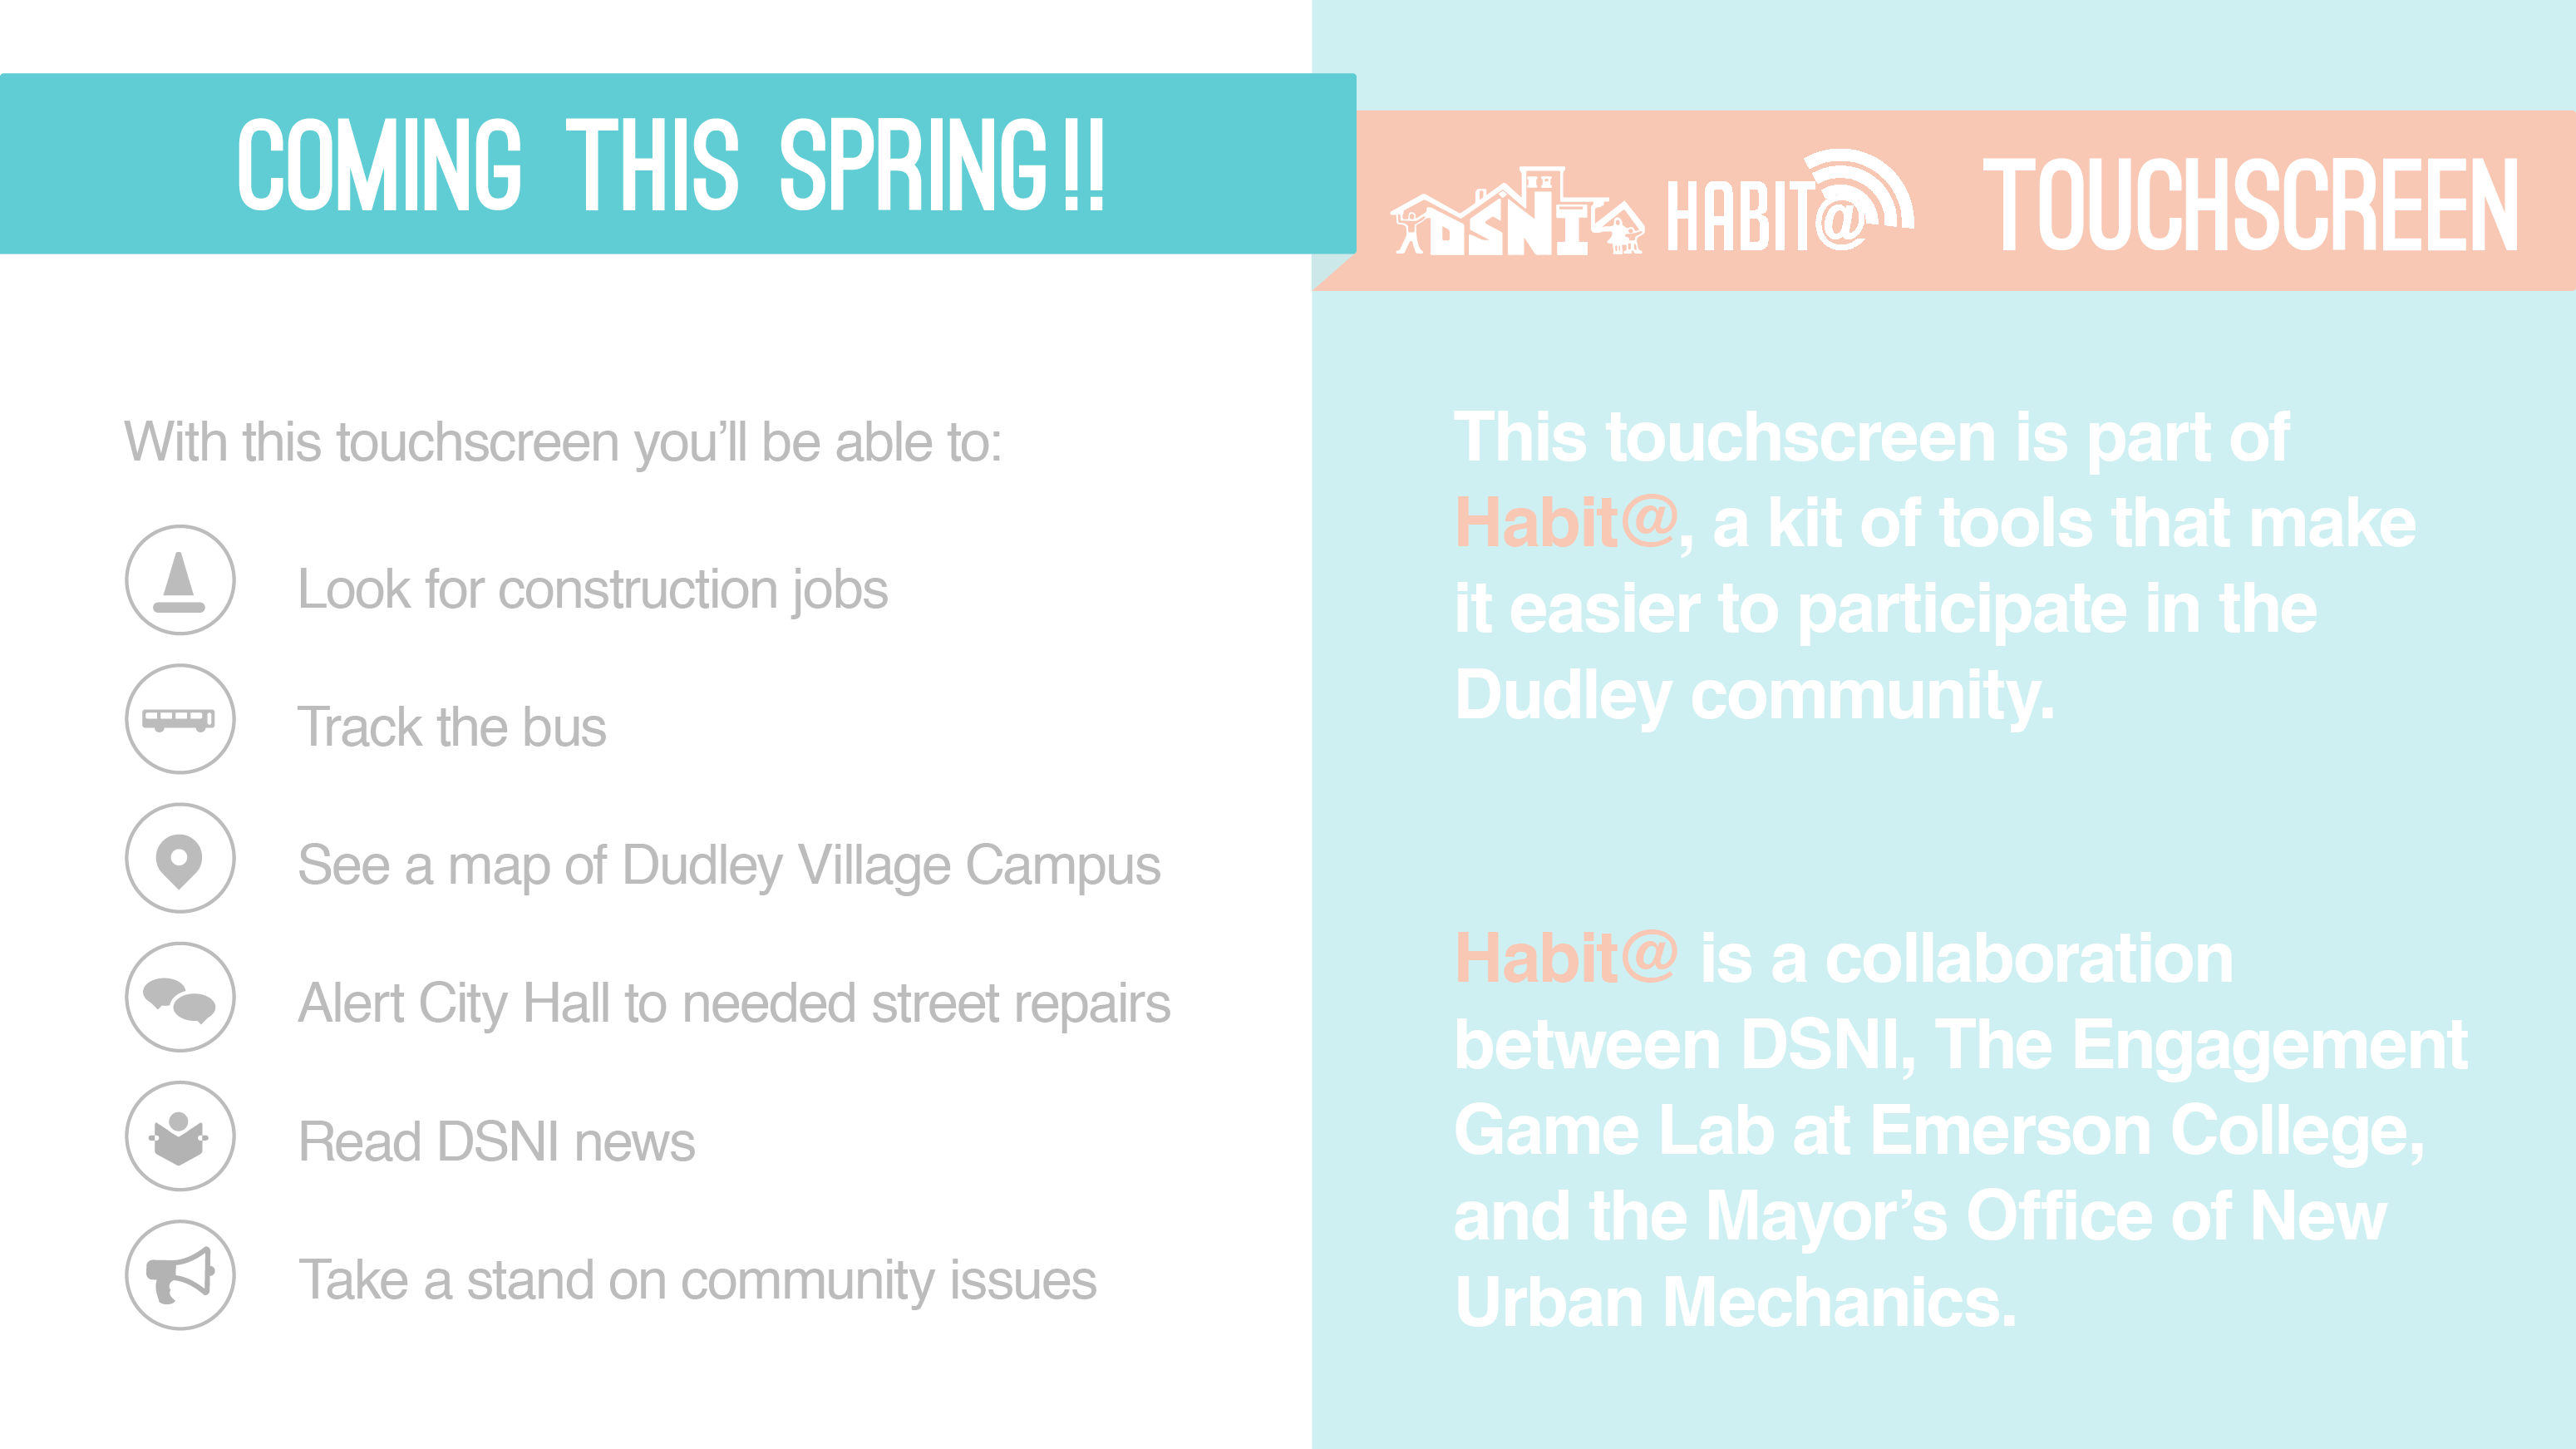 COMING THIS SPRING!!
DSNI HABIT@ TOUCHSCREEN
With this touchscreen you’ll be able to:
Look for construction jobs
Track the bus
See a map of Dudley Village Campus
Alert City Hall to needed street repairs
Read DSNI news
Take a stand on community issues
This touchscreen is part of
Habit@, a kit of tools that make
it easier to participate in the
Dudley community.
Habit@ is a collaboration
between DSNI, The Engagement
Game Lab at Emerson College,
and the Mayor’s Office of New
Urban Mechanics.